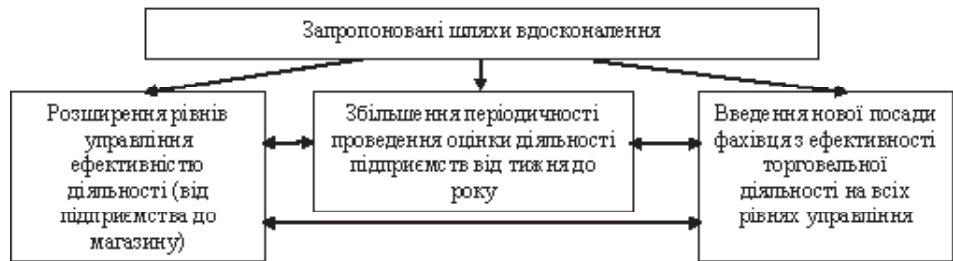 Запропоновані шляхи вдосконалення
Розширення рівнів
управління
ефективністю
діяльності (від
підприємства до
магазину)
Збільшення періодичності
проведення оцінки діяльності
підприємств від тижня до
року
Введення нової посади
фахівця з ефективності
торговельної
діяльності на всіх
рівнях управління